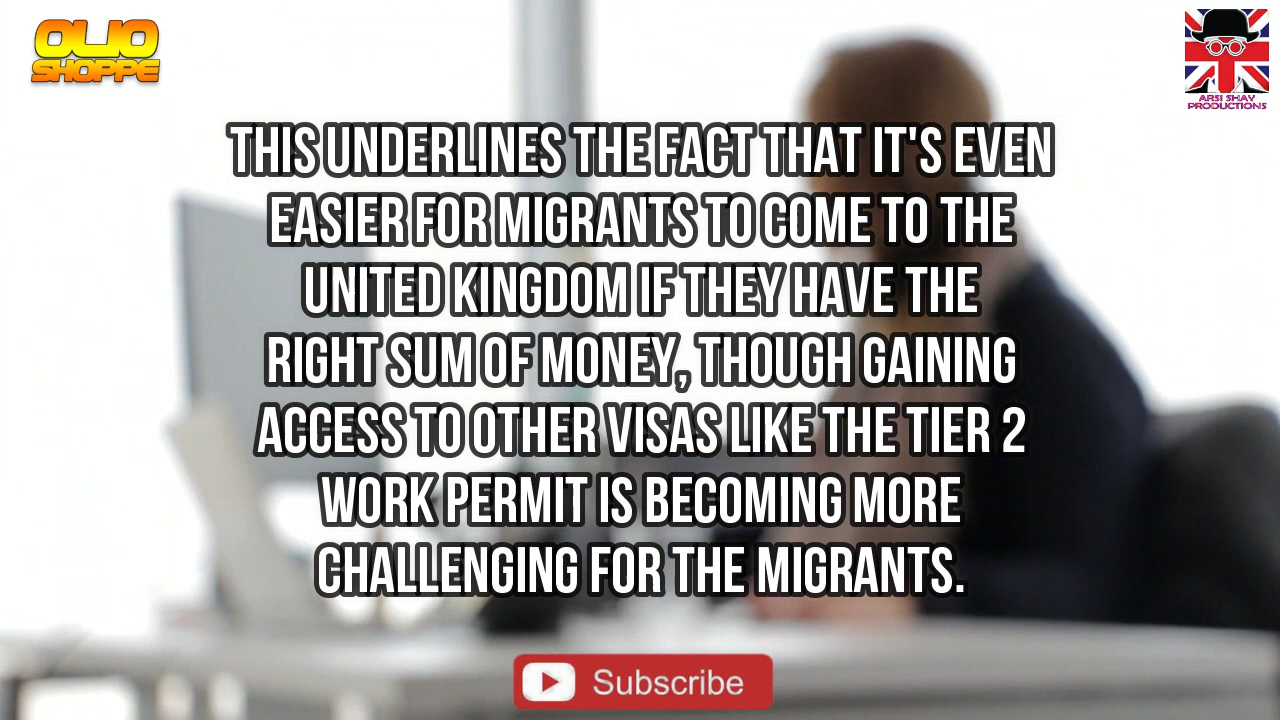 OLIO
SHOPPE
ARSI SHAY
PRODUCTIONS
THIS UNDERLINES THE FACT THAT IT'S EVEN
EASIER FOR MIGRANTS TO COME TO THE
UNITED KINGDOM IF THEY HAVE THE
RIGHT SUM OF MONEY, THOUGH GAINING
ACCESS TO OTHER VISAS LIKE THE TIER 2
WORK PERMIT IS BECOMING MORE
CHALLENGING FOR THE MIGRANTS.
Subscribe